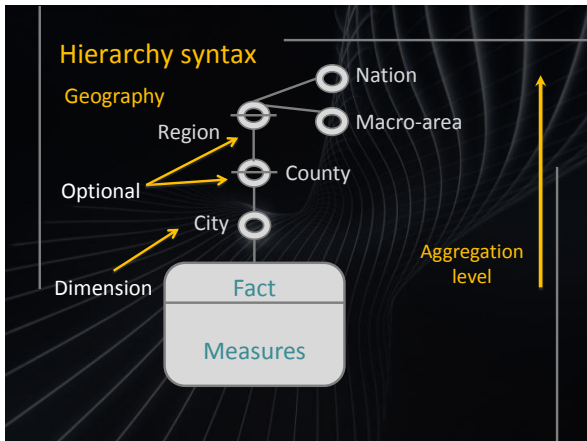 Hierarchy syntax
Nation
Geography
Region
Macro-area
Optional
County
City
Aggregation
level
Dimension
Fact
Measures